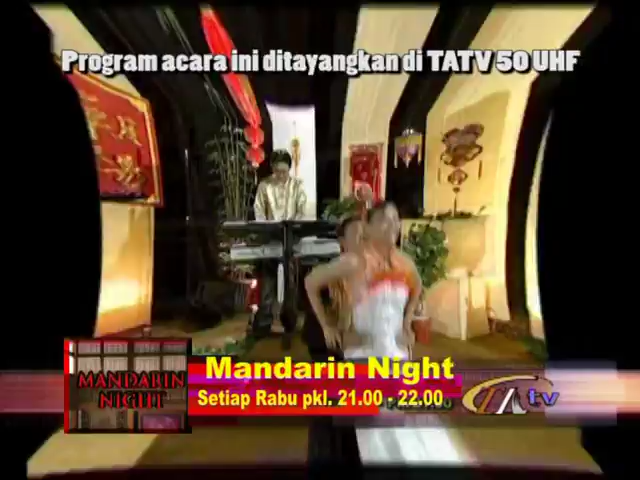 Program acara ini ditayangkan di TATV 50 UHF
MANDARIN
NIGHT
Mandarin Night
Setiap Rabu pkl. 21.00 - 22.00
TA tv